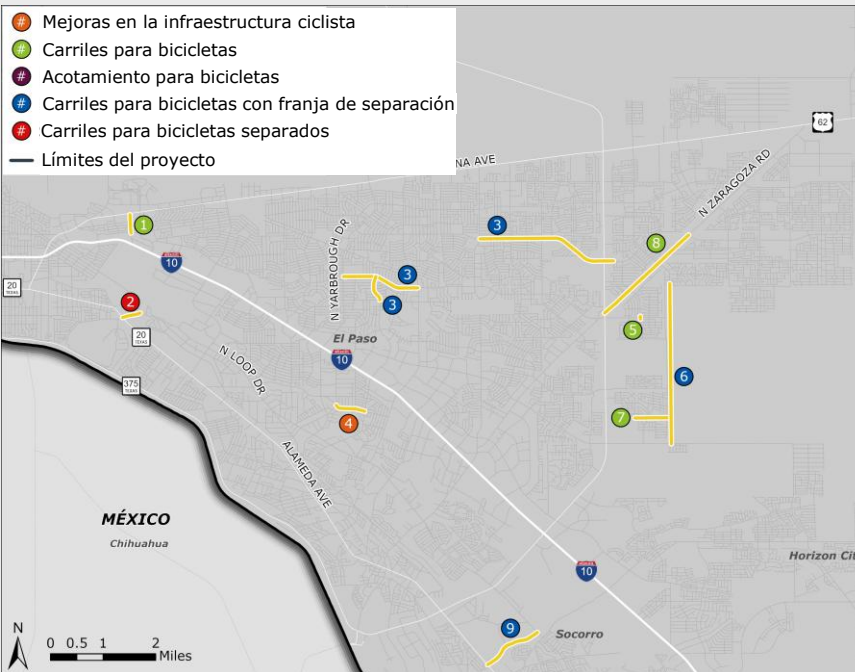 # Mejoras en la infraestructura ciclista
# Carriles para bicicletas
# Acotamiento para bicicletas
# Carriles para bicicletas con franja de separación
# Carriles para bicicletas separados
Límites del proyecto
62
NA AVE
N ZARAGOZA RD
1
3
8
N YARBROUGH DR
10
3
20
TEXAS
2
3
5
20
TEXAS
El Paso
10
N LOOP DR
375
TEXAS
6
4
7
ALAMEDA AVE
MÉXICO
Chihuahua
Horizon Cit
10
N
9
Socorro
0 0.5 1 2
Miles